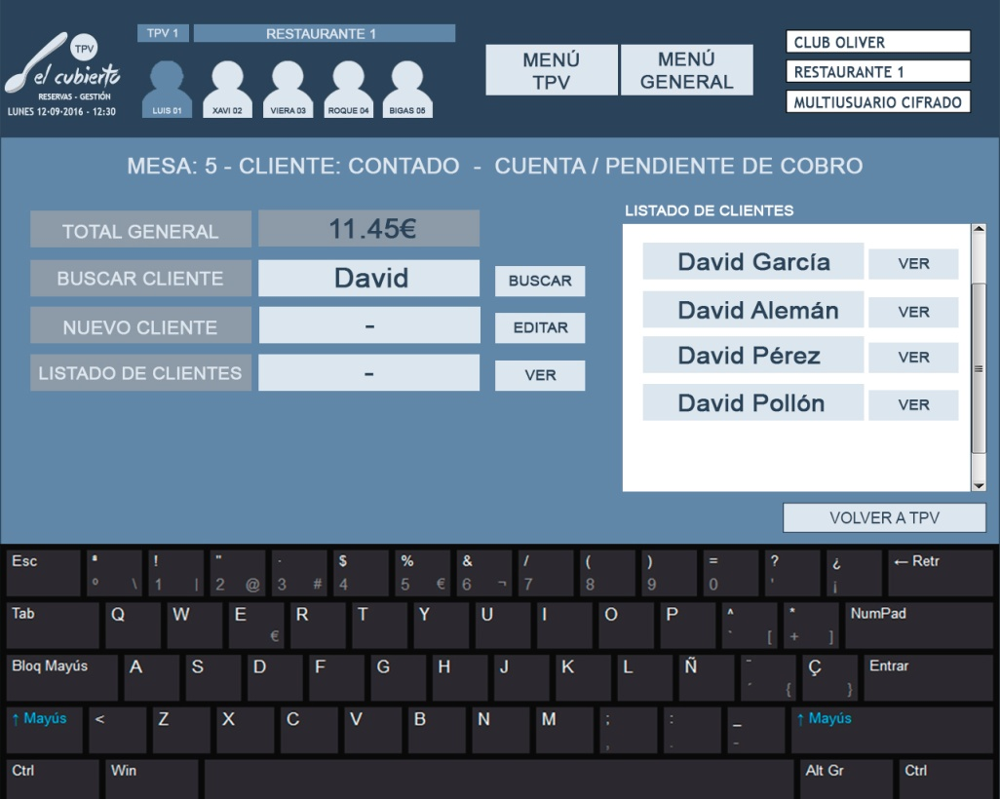 TPV
el cubierto
RESERVAS - GESTIÓN
LUNES 12-09-2016 - 12:30
TPV 1
RESTAURANTE 1
LUIS 01
XAVI 02
VIERA 03
ROQUE 04
BIGAS 05
MENÚ
TPV
MENÚ
GENERAL
CLUB OLIVER
RESTAURANTE 1
MULTIUSUARIO CIFRADO
MESA: 5 - CLIENTE: CONTADO - CUENTA / PENDIENTE DE COBRO
TOTAL GENERAL 11.45€
BUSCAR CLIENTE David BUSCAR
NUEVO CLIENTE - EDITAR
LISTADO DE CLIENTES - VER
LISTADO DE CLIENTES
David García VER
David Alemán VER
David Pérez VER
David Pollón VER
VOLVER A TPV
Esc ª ! " · $ % & / ( ) = ? ¿ ← Retr
º \ 1 | 2 @ 3 # 4 5 € 6 ¬ 7 8 9 0 ' ¡
Tab Q W E R T Y U I O P ^ * NumPad
€ ` [ + ]
Bloq Mayús A S D F G H J K L Ñ ¨ Ç Entrar
´ { }
↑ Mayús < Z X C V B N M ; : _ ↑ Mayús
, . -
Ctrl Win Alt Gr Ctrl